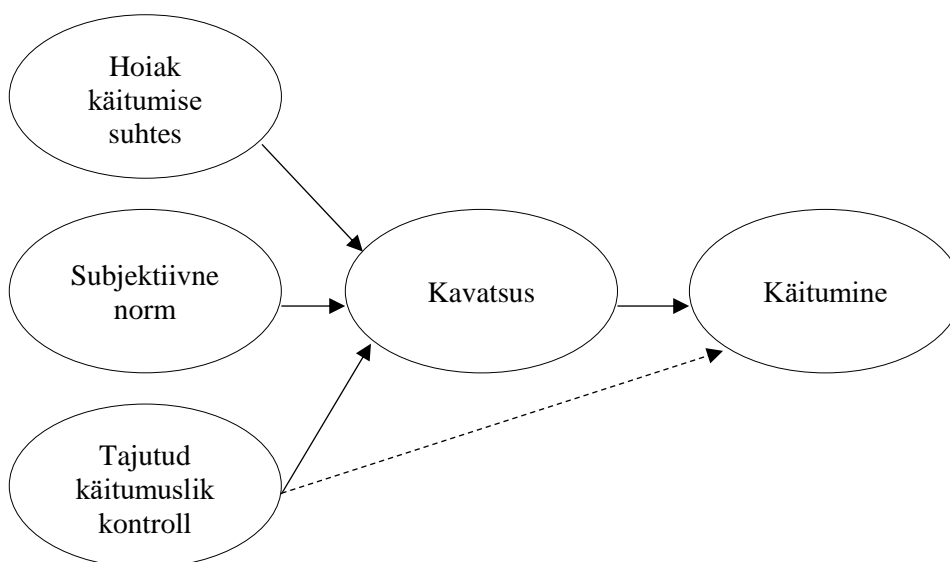 Hoiak
käitumise
suhtes
Subjektiivne
norm
Kavatsus
Käitumine
Tajutud
käitumuslik
kontroll